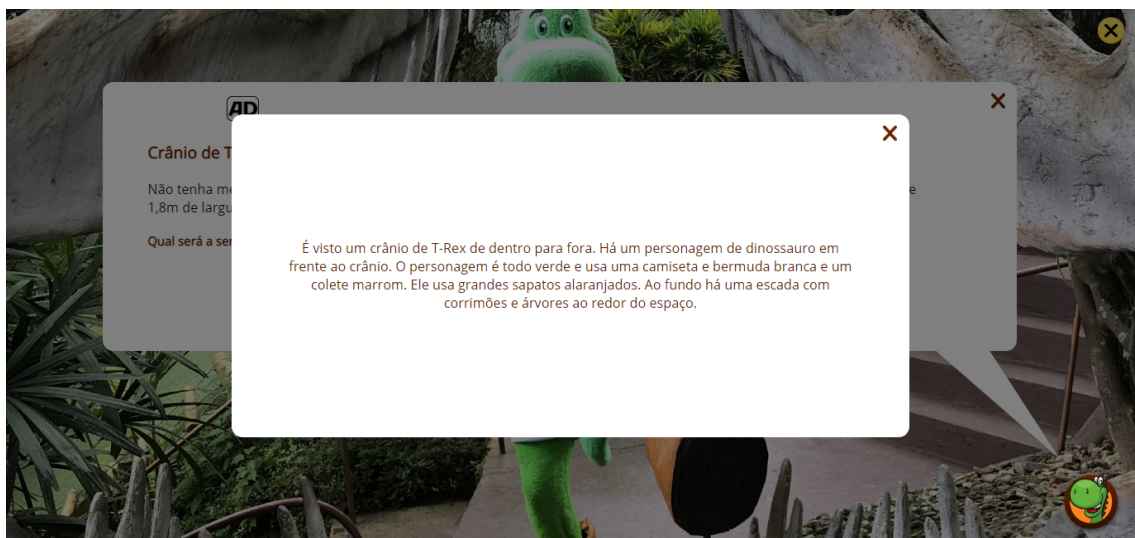 AD
Crânio de T
Não tenha me
e
1,8m de largu
Qual será a ser
É visto um crânio de T-Rex de dentro para fora. Há um personagem de dinossauro em
frente ao crânio. O personagem é todo verde e usa uma camiseta e bermuda branca e um
colete marrom. Ele usa grandes sapatos alaranjados. Ao fundo há uma escada com
corrimões e árvores ao redor do espaço.